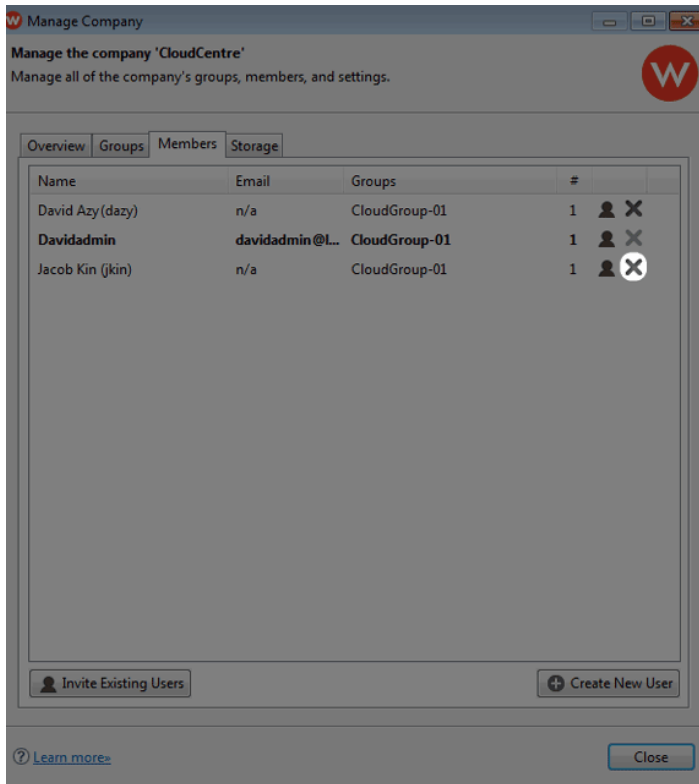 W Manage Company
Manage the company 'CloudCentre'
Manage all of the company's groups, members, and settings.
W
Overview Groups Members Storage
Name Email Groups #
David Azy(dazy) n/a CloudGroup-01 1
Davidadmin davidadmin@l... CloudGroup-01 1
Jacob Kin (jkin) n/a CloudGroup-01 1
Invite Existing Users Create New User
? Learn more» Close